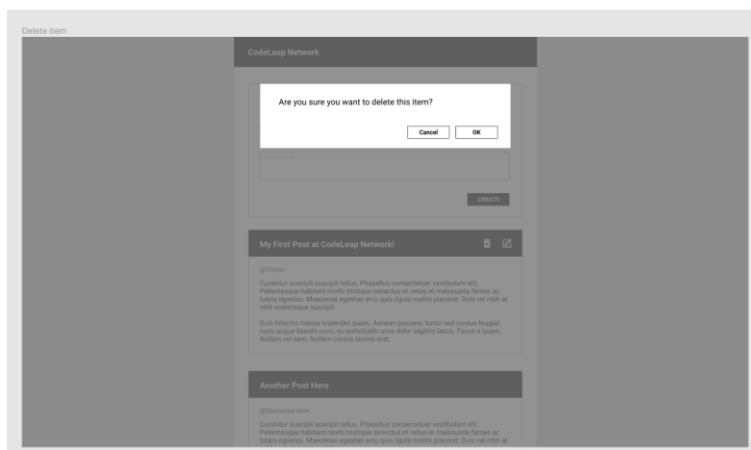 Delete item
CodeLeap Network
Are you sure you want to delete this item?
Cancel OK
CREATE
My First Post at CodeLeap Network!
@Victor
Curabitur suscipit suscipit tellus. Phasellus consectetuer vestibulum elit.
Pellentesque habitant morbi tristique senectus et netus et malesuada fames ac
turpis egestas. Maecenas egestas arcu quis ligula mattis placerat. Duis vel nibh at
velit scelerisque suscipit.
Duis lobortis massa imperdiet quam. Aenean posuere, tortor sed cursus feugiat,
nunc augue blandit nunc, eu sollicitudin urna dolor sagittis lacus. Fusce a quam.
Nullam vel sem. Nullam cursus lacinia erat.
Another Post Here
@Someone else
Curabitur suscipit suscipit tellus. Phasellus consectetuer vestibulum elit.
Pellentesque habitant morbi tristique senectus et netus et malesuada fames ac
turpis egestas. Maecenas egestas arcu quis ligula mattis placerat. Duis vel nibh at